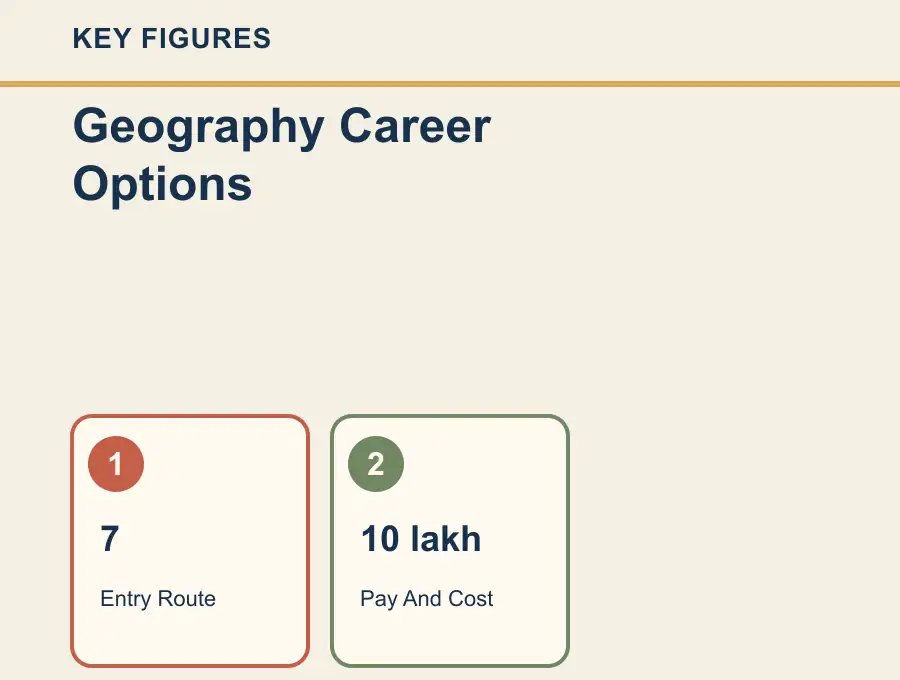 KEY FIGURES
Geography Career
Options
1
7
Entry Route
2
10 lakh
Pay And Cost